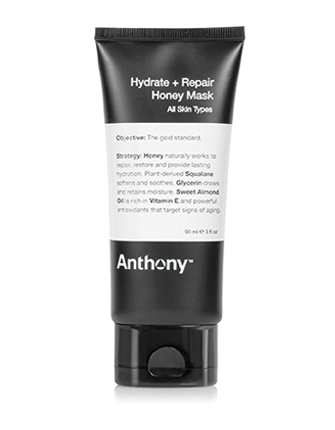 Hydrate + Repair
Honey Mask
All Skin Types
Objective: The gold standard.
Strategy: Honey naturally works to
repair, restore and provide lasting
hydration. Plant-derived Squalane
softens and soothes. Glycerin draws
and retains moisture. Sweet Almond
Oil is rich in Vitamin E and powerful
antioxidants that target signs of aging.
90 ml ℮ 3 fl oz
Anthony™